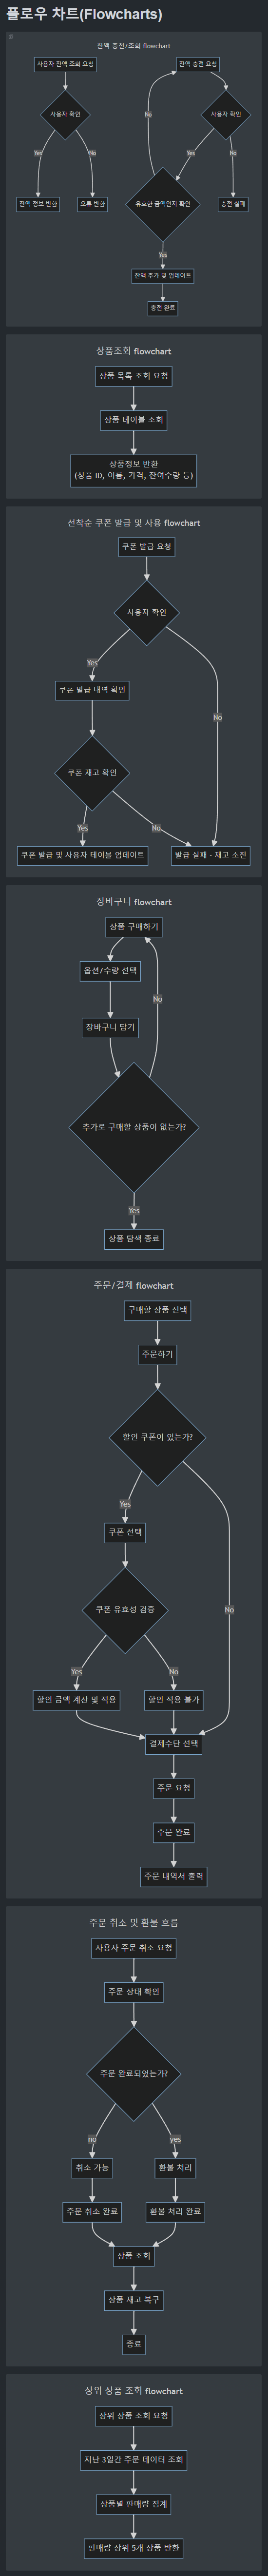 플로우 차트(Flowcharts)
잔액 충전/조회 flowchart
사용자 잔액 조회 요청
잔액 충전 요청
사용자 확인
사용자 확인
No
Yes
No
Yes
No
잔액 정보 반환
오류 반환
유효한 금액인지 확인
충전 실패
Yes
잔액 추가 및 업데이트
충전 완료
상품조회 flowchart
상품 목록 조회 요청
상품 테이블 조회
상품정보 반환
(상품 ID, 이름, 가격, 잔여수량 등)
선착순 쿠폰 발급 및 사용 flowchart
쿠폰 발급 요청
사용자 확인
Yes
쿠폰 발급 내역 확인
No
쿠폰 재고 확인
Yes
No
쿠폰 발급 및 사용자 테이블 업데이트
발급 실패 - 재고 소진
장바구니 flowchart
상품 구매하기
옵션/수량 선택
No
장바구니 담기
추가로 구매할 상품이 없는가?
Yes
상품 탐색 종료
주문/결제 flowchart
구매할 상품 선택
주문하기
할인 쿠폰이 있는가?
Yes
쿠폰 선택
쿠폰 유효성 검증
No
Yes
No
할인 금액 계산 및 적용
할인 적용 불가
결제수단 선택
주문 요청
주문 완료
주문 내역서 출력
주문 취소 및 환불 흐름
사용자 주문 취소 요청
주문 상태 확인
주문 완료되었는가?
no
yes
취소 가능
환불 처리
주문 취소 완료
환불 처리 완료
상품 조회
상품 재고 복구
종료
상위 상품 조회 flowchart
상위 상품 조회 요청
지난 3일간 주문 데이터 조회
상품별 판매량 집계
판매량 상위 5개 상품 반환